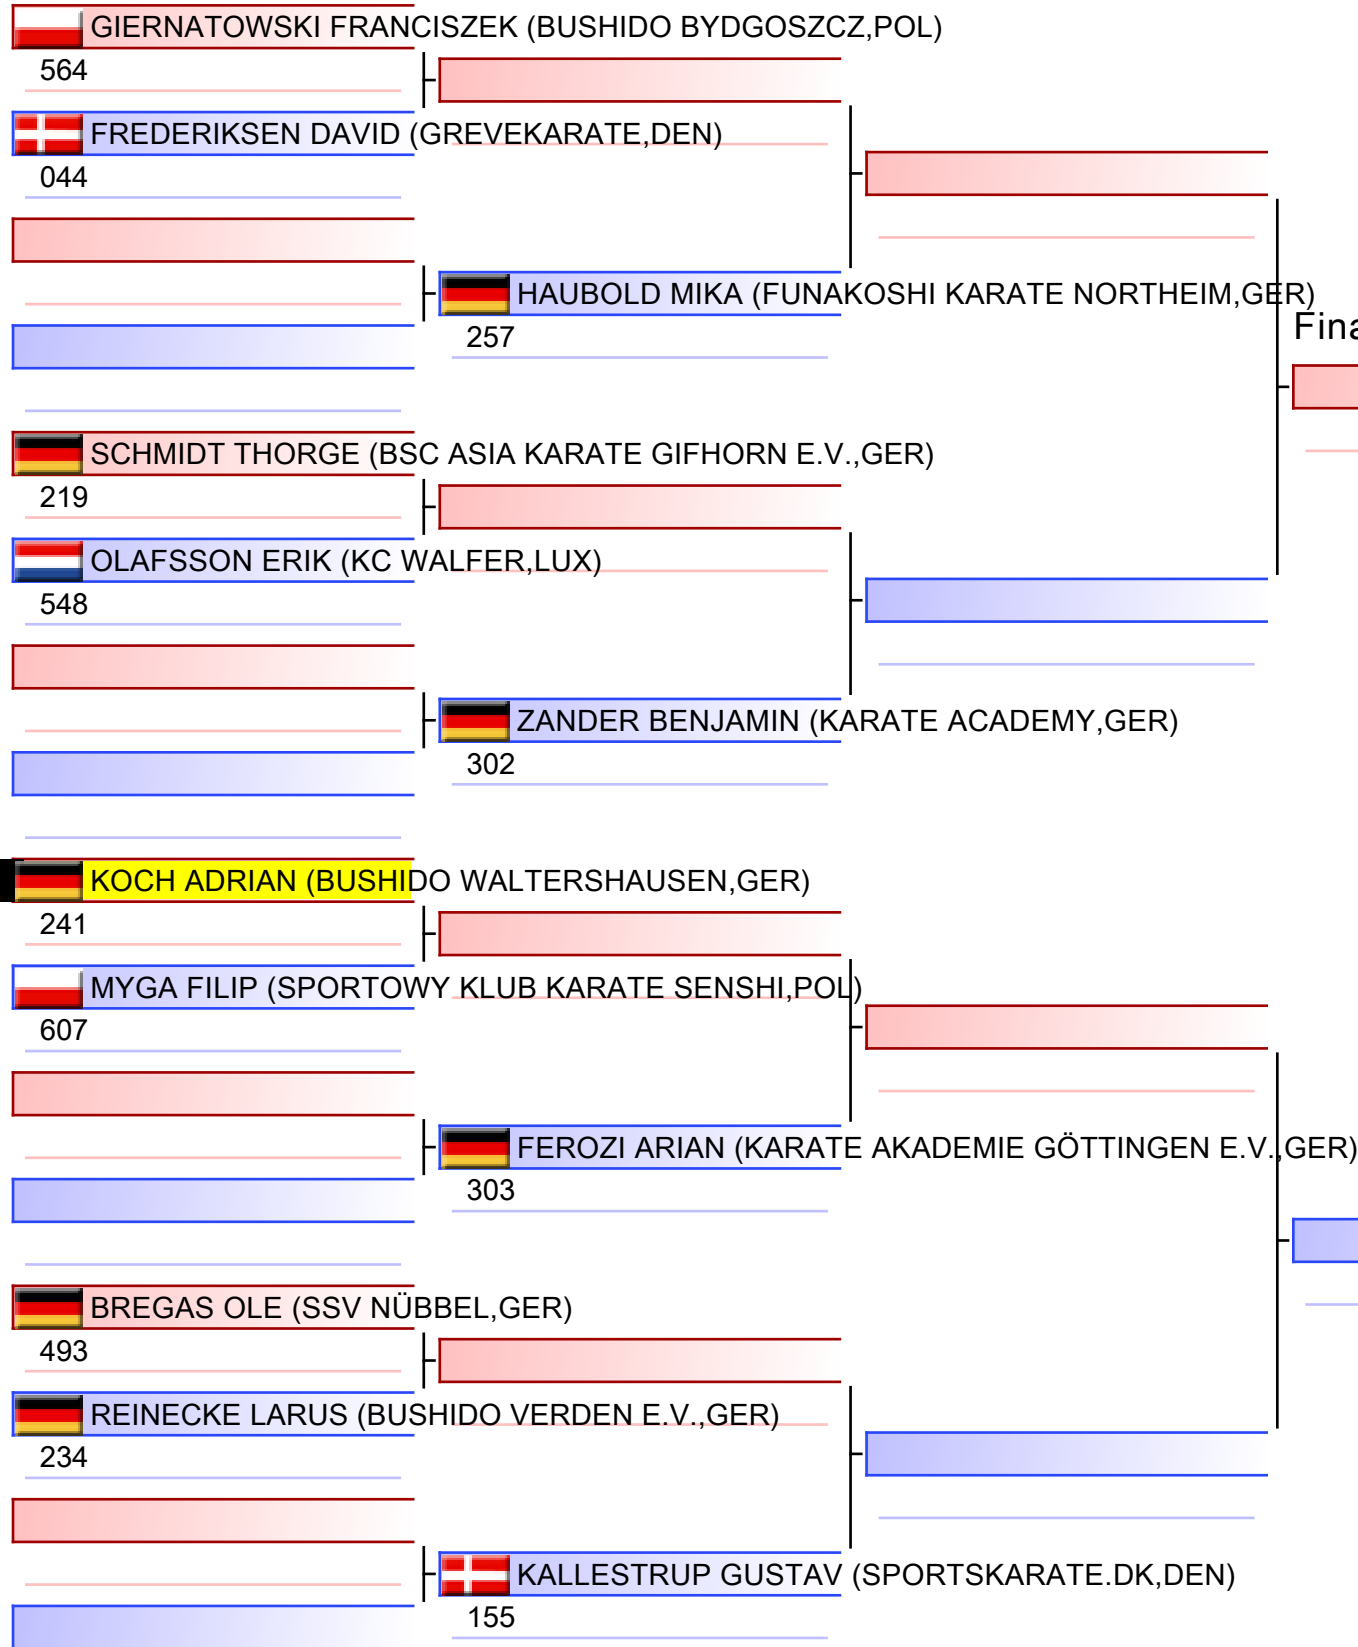 GIERNATOWSKI FRANCISZEK (BUSHIDO BYDGOSZCZ,POL)
564
FREDERIKSEN DAVID (GREVEKARATE,DEN)
044
HAUBOLD MIKA (FUNAKOSHI KARATE NORTHEIM,GER)
257
Fina
SCHMIDT THORGE (BSC ASIA KARATE GIFHORN E.V.,GER)
219
OLAFSSON ERIK (KC WALFER,LUX)
548
ZANDER BENJAMIN (KARATE ACADEMY,GER)
302
KOCH ADRIAN (BUSHIDO WALTERSHAUSEN,GER)
241
MYGA FILIP (SPORTOWY KLUB KARATE SENSHI,POL)
607
FEROZI ARIAN (KARATE AKADEMIE GÖTTINGEN E.V.,GER)
303
BREGAS OLE (SSV NÜBBEL,GER)
493
REINECKE LARUS (BUSHIDO VERDEN E.V.,GER)
234
KALLESTRUP GUSTAV (SPORTSKARATE.DK,DEN)
155